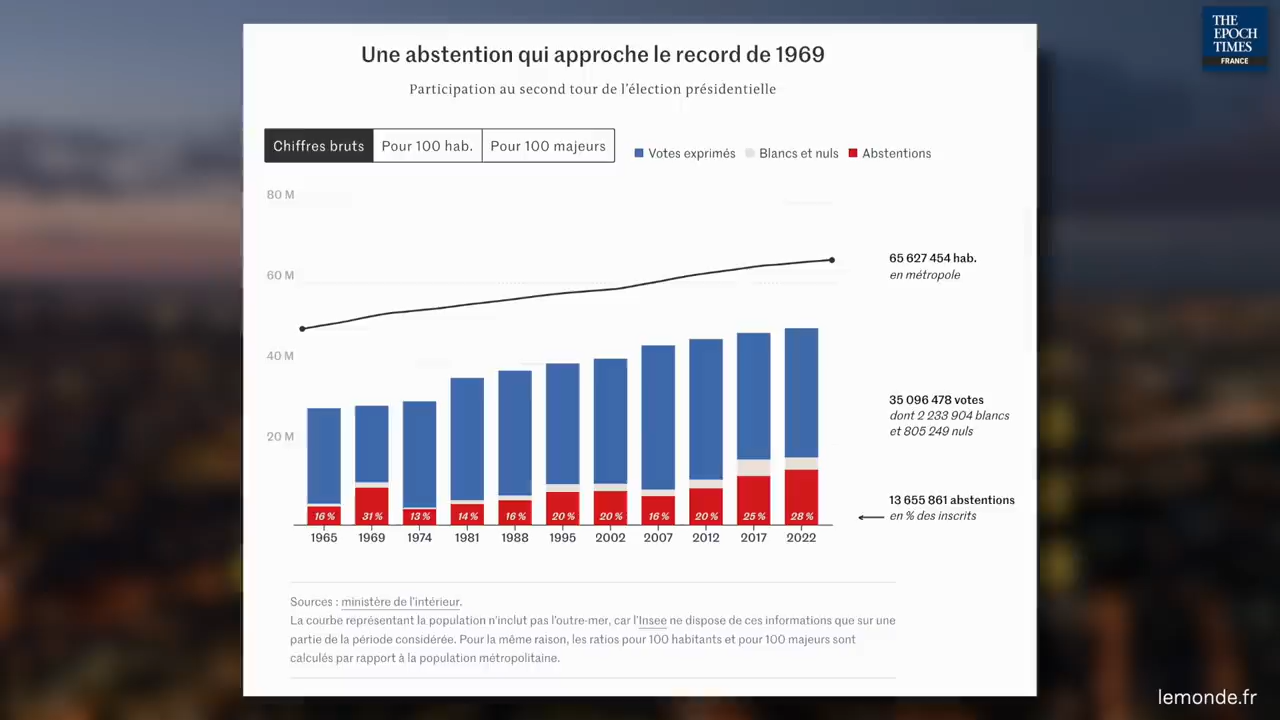 THE
EPOCH
TIMES
FRANCE
Une abstention qui approche le record de 1969
Participation au second tour de l'élection présidentielle
Chiffres bruts Pour 100 hab. Pour 100 majeurs
Votes exprimés Blancs et nuls Abstentions
80 M
60 M
40 M
20 M
65 627 454 hab.
en métropole
35 096 478 votes
dont 2 233 904 blancs
et 805 249 nuls
13 655 861 abstentions
en % des inscrits
16 % 31 % 13 % 14 % 16 % 20 % 20 % 16 % 20 % 25 % 28 %
1965 1969 1974 1981 1988 1995 2002 2007 2012 2017 2022
Sources : ministère de l'intérieur.
La courbe représentant la population n'inclut pas l'outre-mer, car l'Insee ne dispose de ces informations que sur une
partie de la période considérée. Pour la même raison, les ratios pour 100 habitants et pour 100 majeurs sont
calculés par rapport à la population métropolitaine.
lemonde.fr